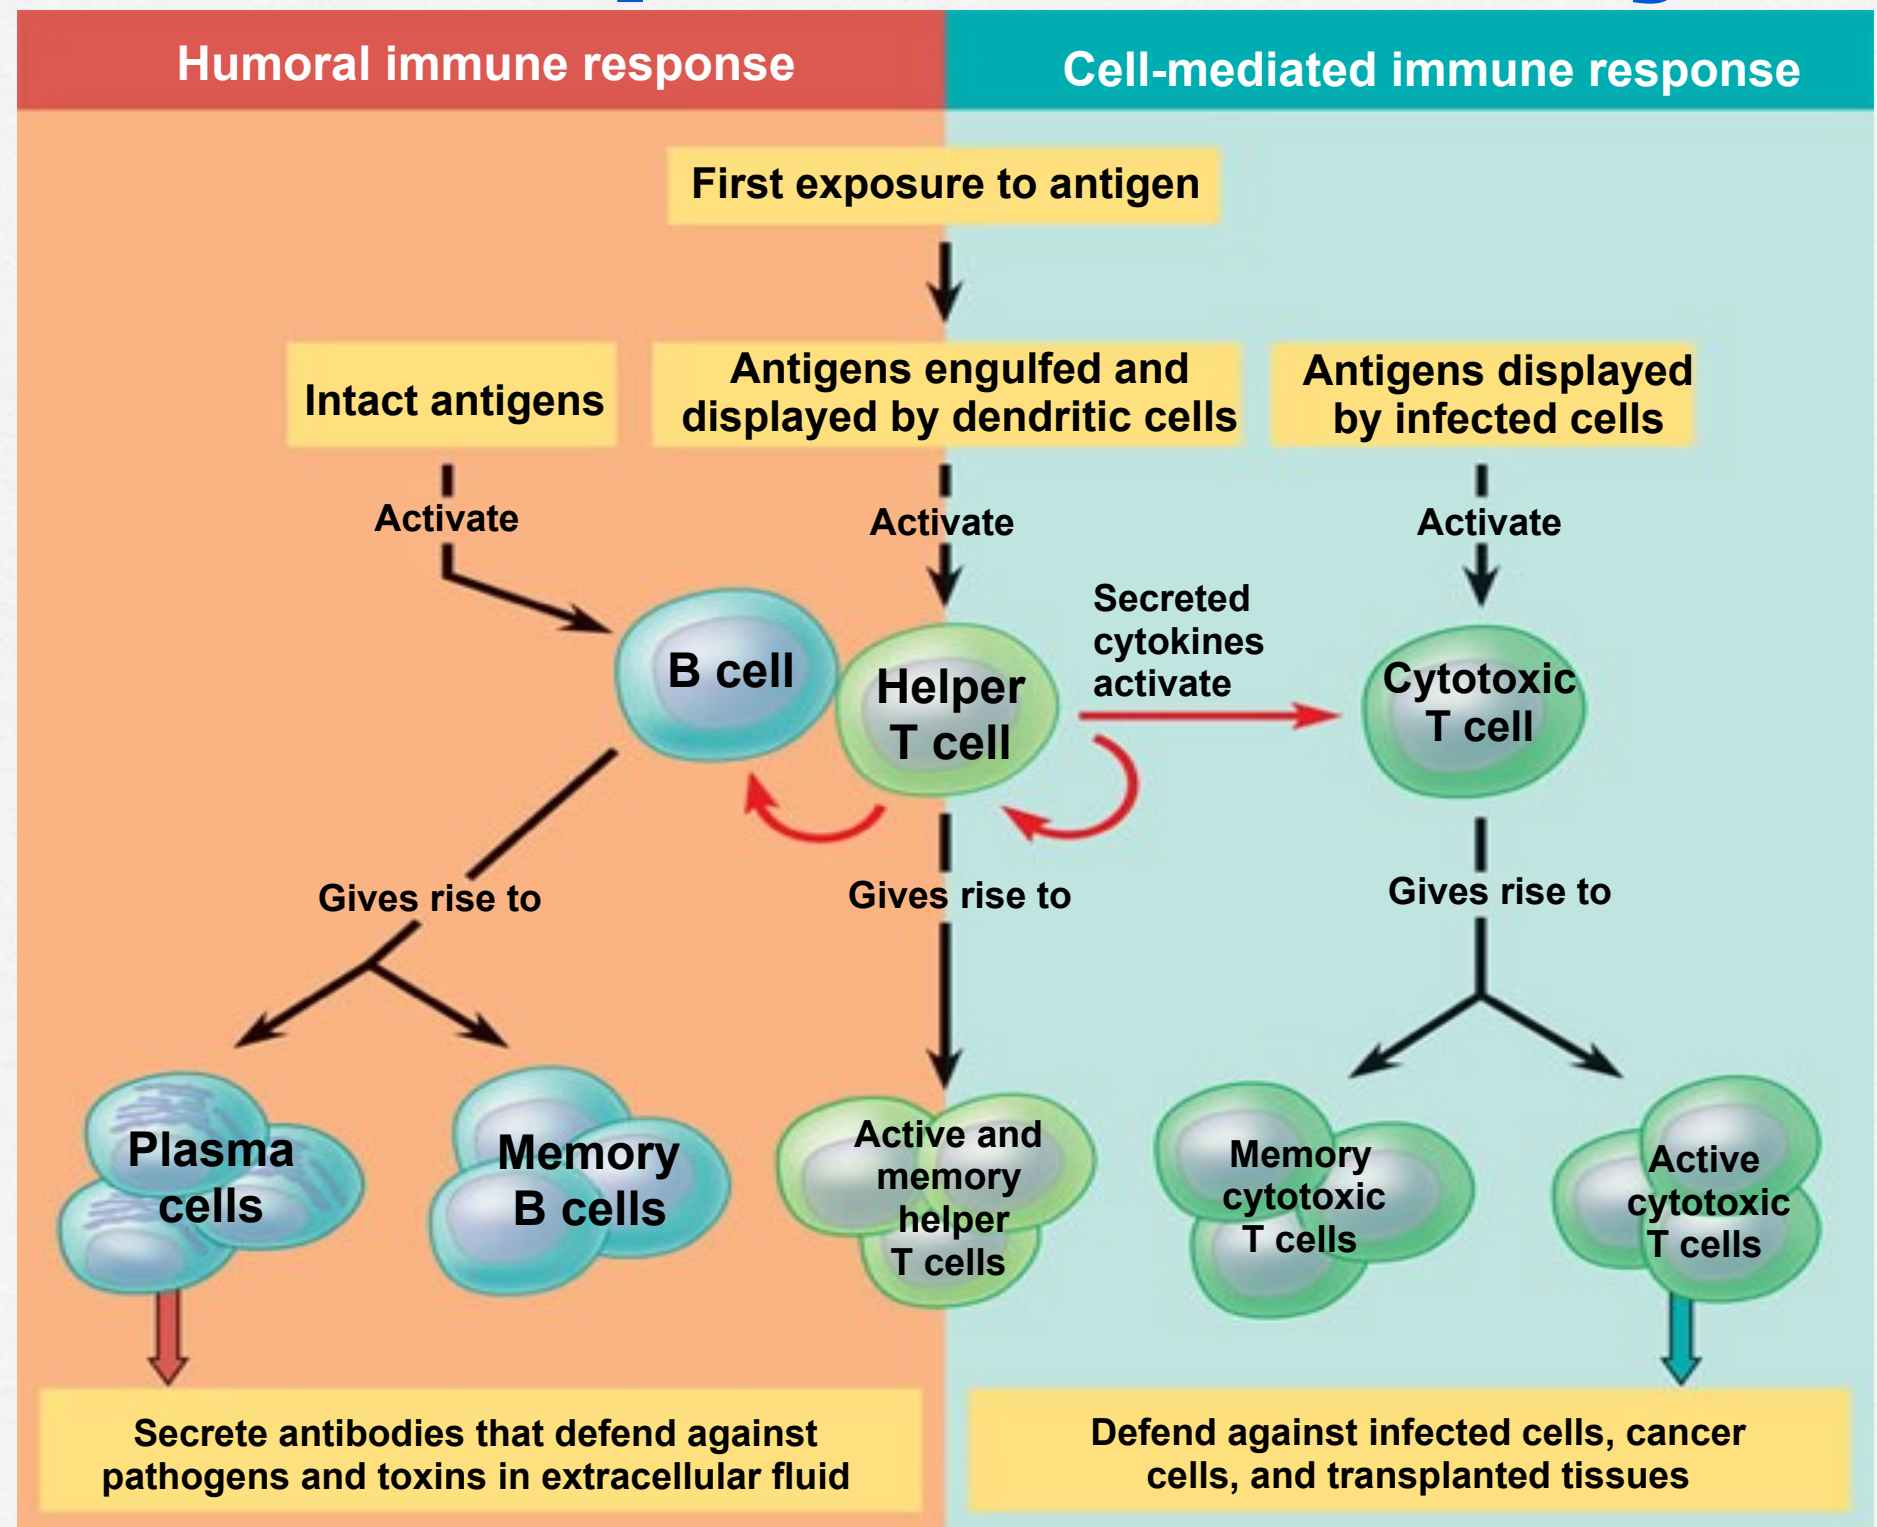 Humoral immune response
Cell-mediated immune response
First exposure to antigen
Intact antigens
Antigens engulfed and
displayed by dendritic cells
Antigens displayed
by infected cells
Activate
Activate
Activate
Secreted
cytokines
activate
B cell
Helper
T cell
Cytotoxic
T cell
Gives rise to
Gives rise to
Gives rise to
Plasma
cells
Memory
B cells
Active and
memory
helper
T cells
Memory
cytotoxic
T cells
Active
cytotoxic
T cells
Secrete antibodies that defend against
pathogens and toxins in extracellular fluid
Defend against infected cells, cancer
cells, and transplanted tissues